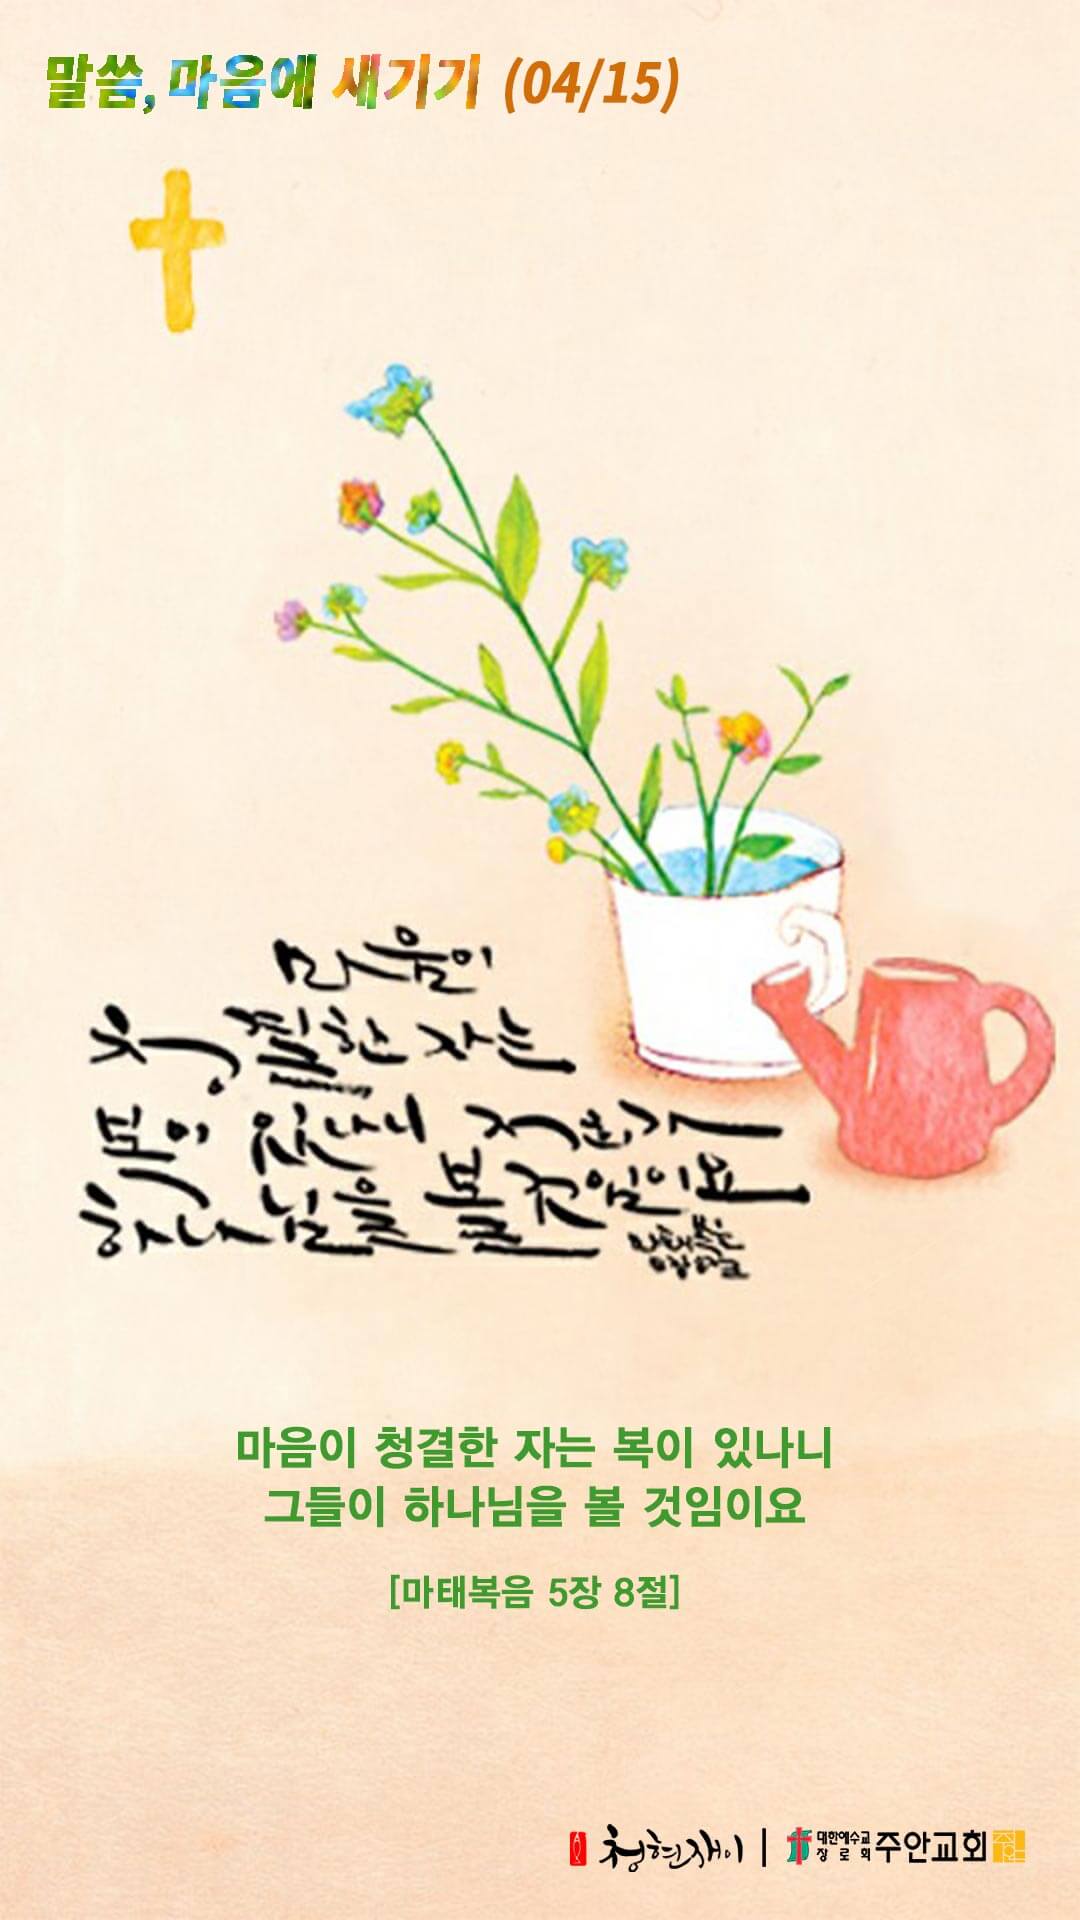 말씀, 마음에 새기기 (04/15)
마음이
청결한 자는
복이 있나니 저희가
하나님을 볼 것임이요
마태복음
5장 8절
마음이 청결한 자는 복이 있나니
그들이 하나님을 볼 것임이요
[마태복음 5장 8절]
청현재이 | 대한예수교 장로회 주안교회